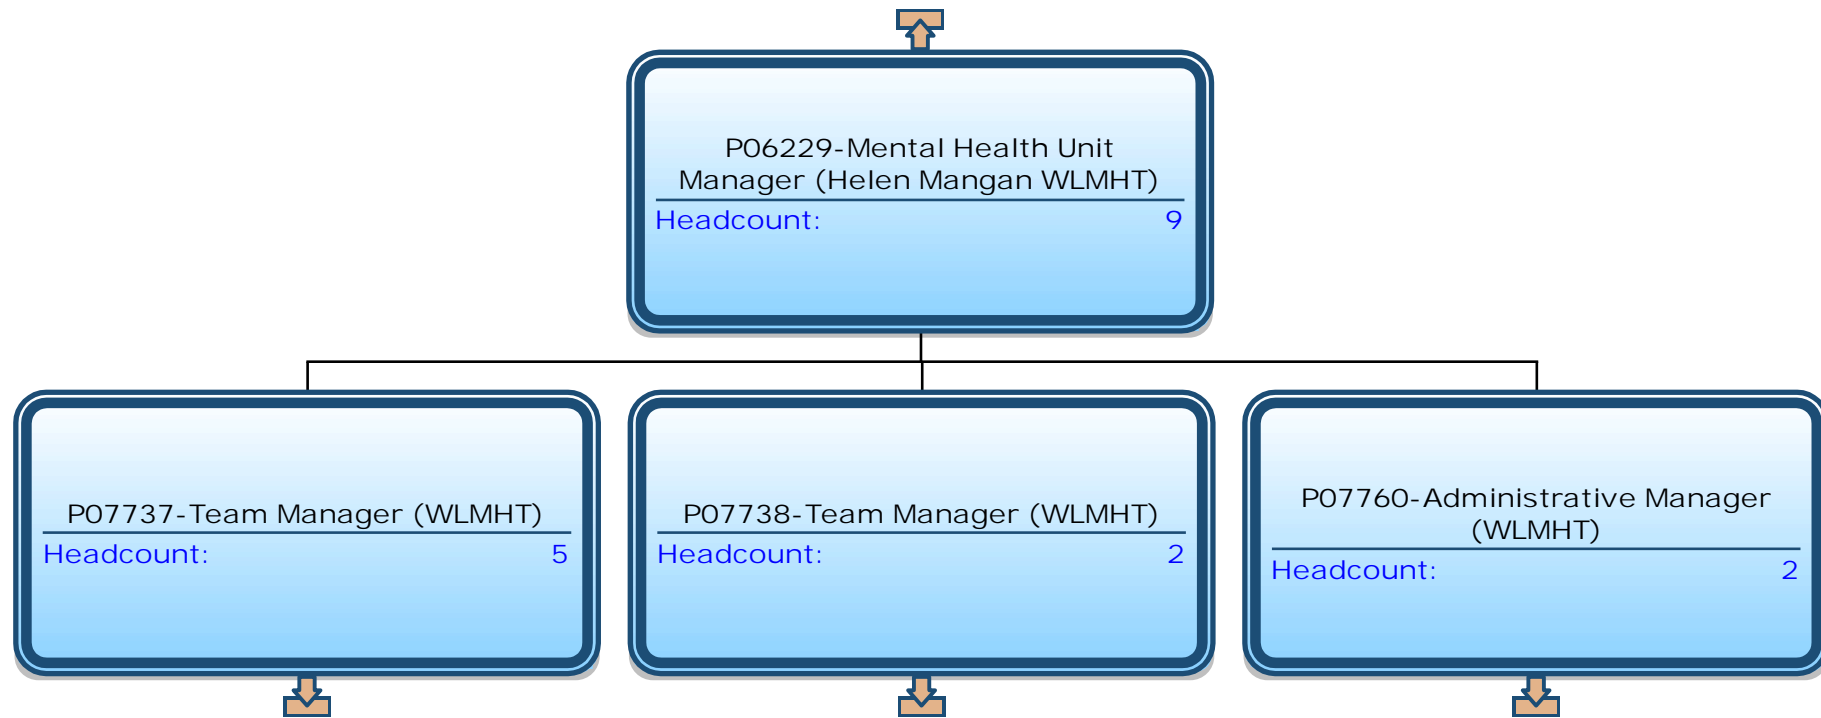 P06229-Mental Health Unit
Manager (Helen Mangan WLMHT)
Headcount: 9
P07737-Team Manager (WLMHT)
Headcount: 5
P07738-Team Manager (WLMHT)
Headcount: 2
P07760-Administrative Manager
(WLMHT)
Headcount: 2